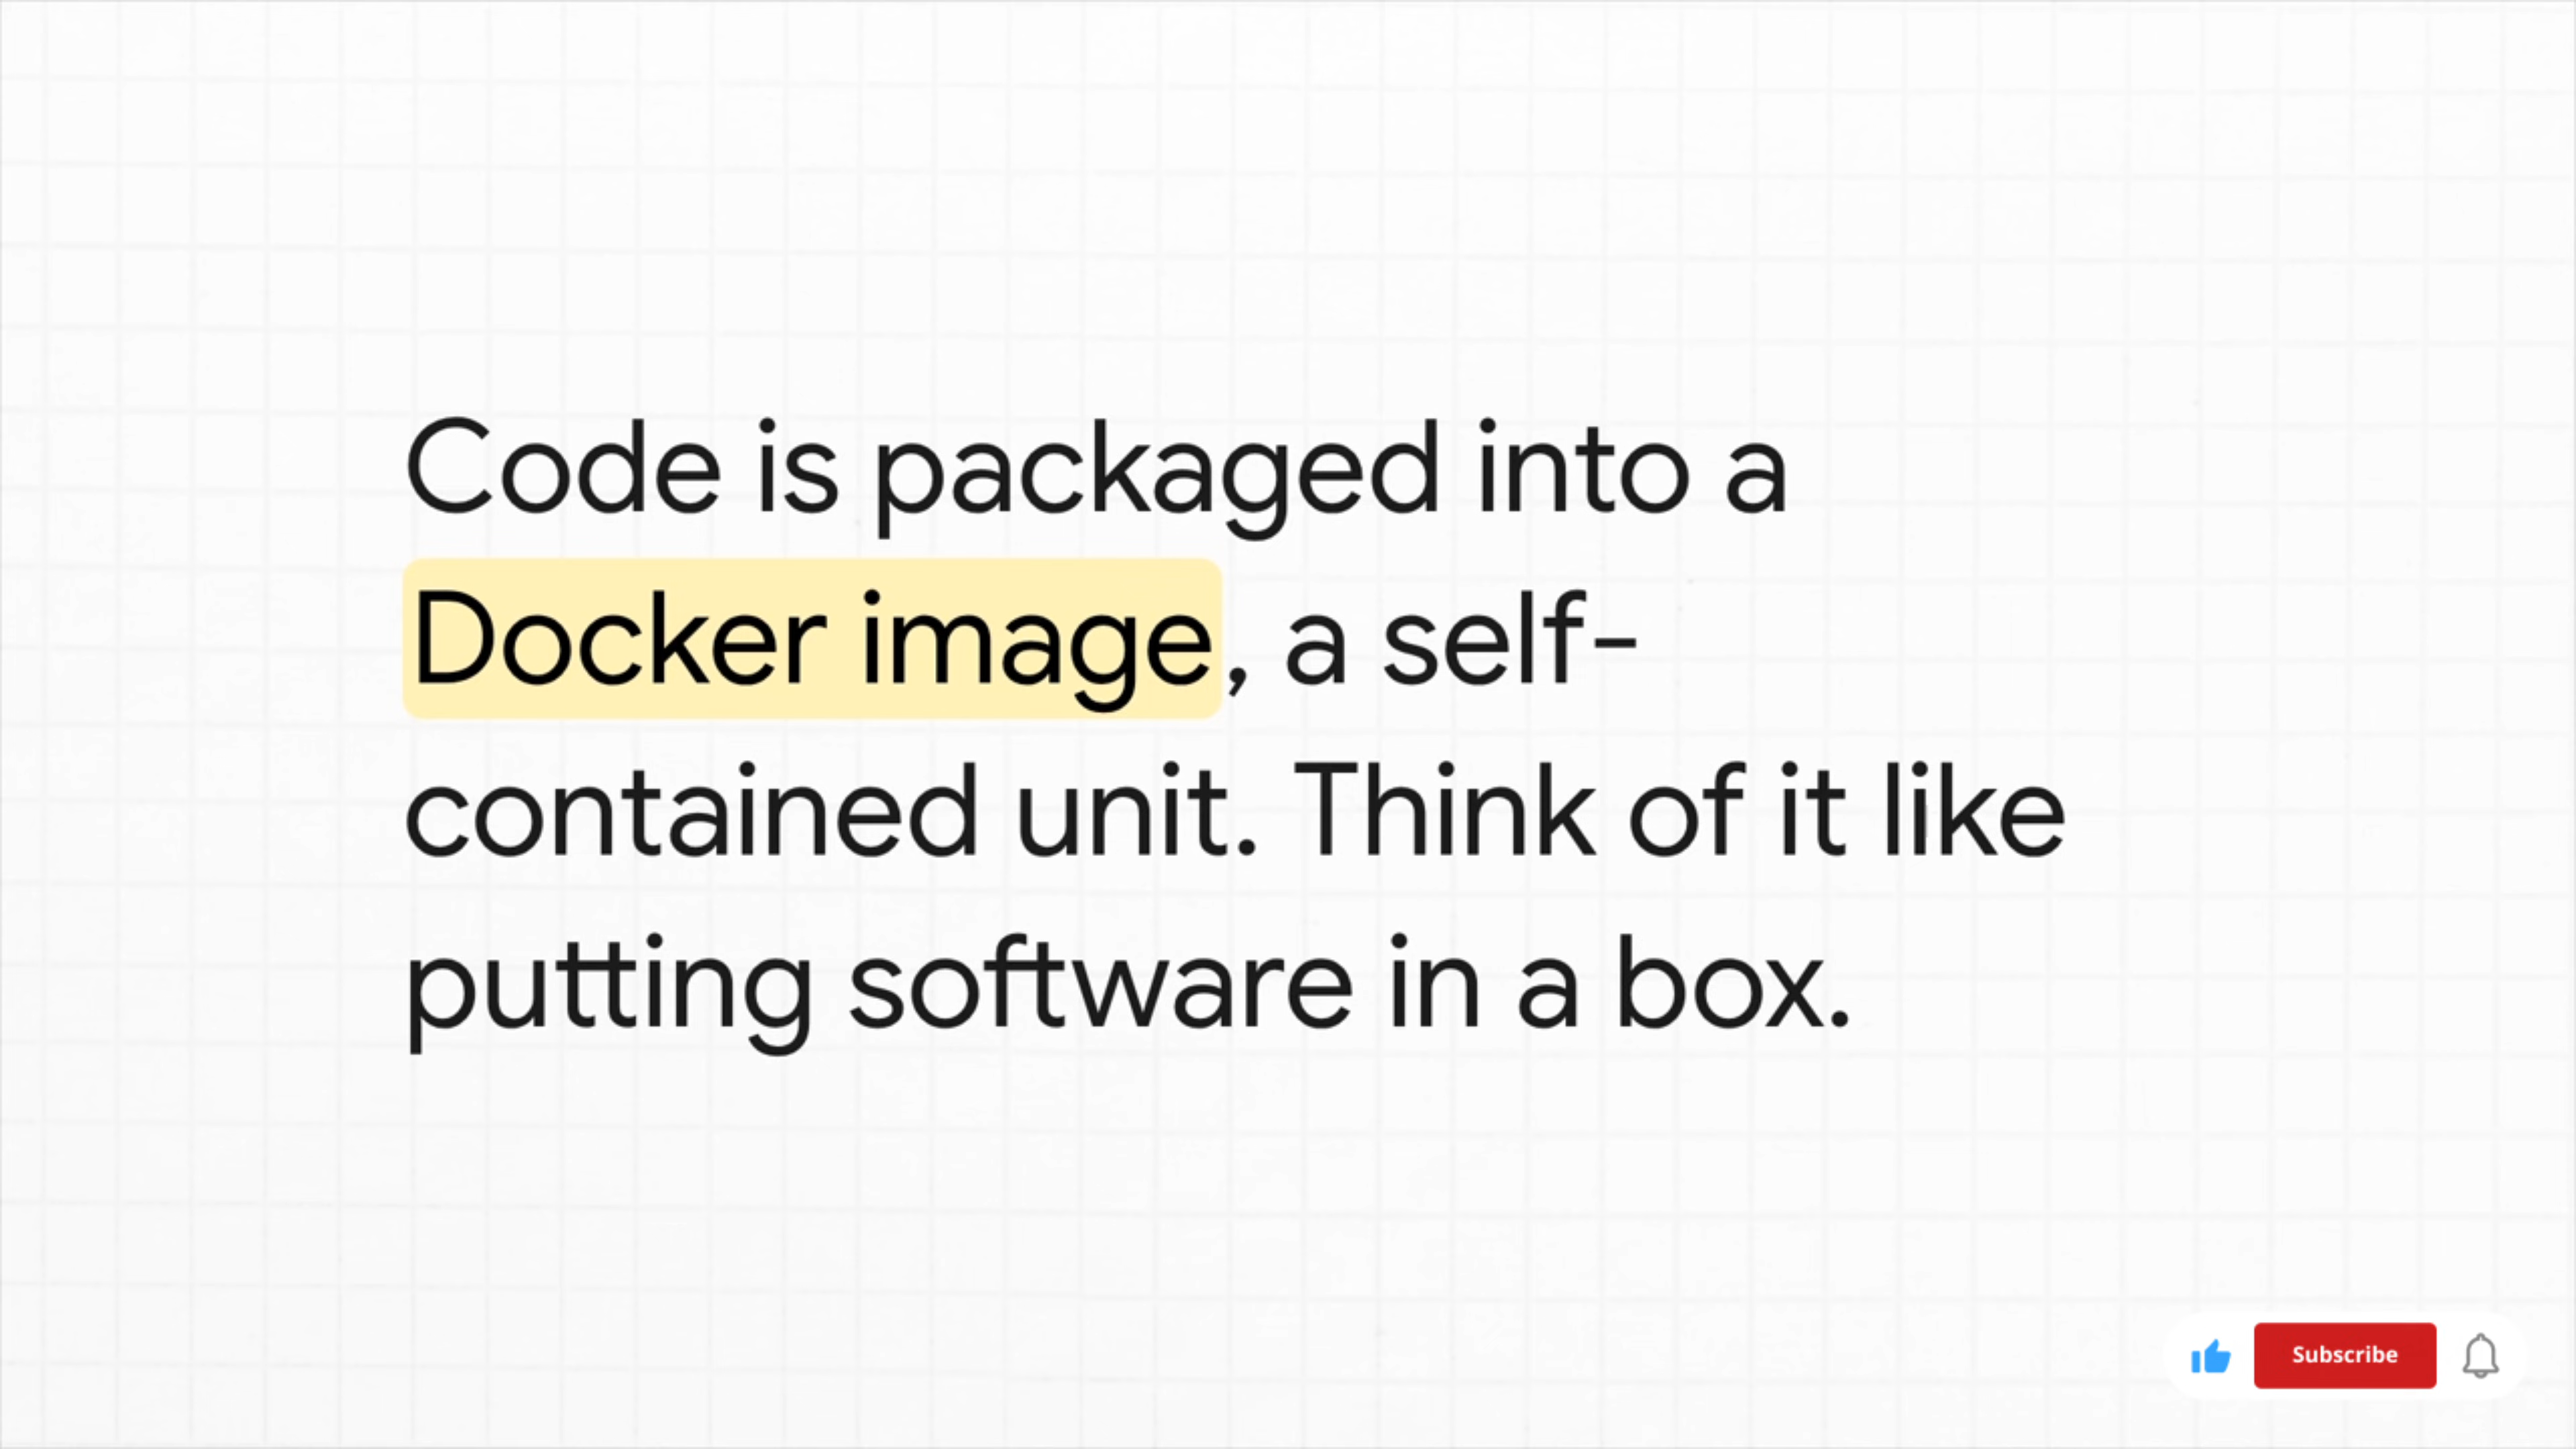 Code is packaged into a
Docker image, a self-
contained unit. Think of it like
putting software in a box.
Subscribe